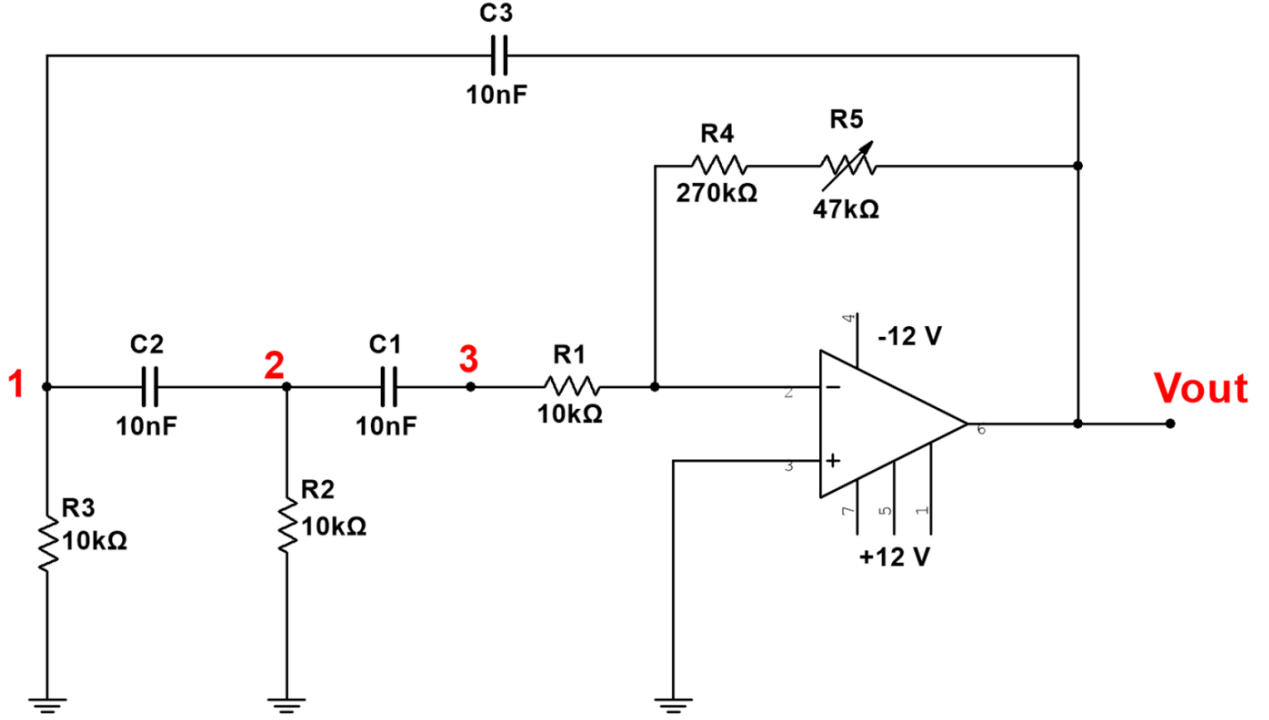 C3
10nF
R4
270kΩ
R5
47kΩ
1
C2
10nF
2
C1
10nF
3
R1
10kΩ
R3
10kΩ
R2
10kΩ
4
-12 V
2
−
3
+
6
7
5
1
+12 V
Vout